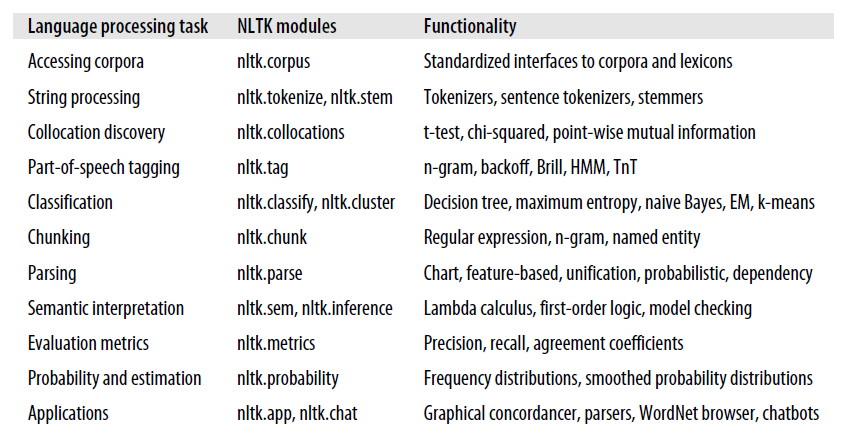 Language processing task NLTK modules Functionality
Accessing corpora nltk.corpus Standardized interfaces to corpora and lexicons
String processing nltk.tokenize, nltk.stem Tokenizers, sentence tokenizers, stemmers
Collocation discovery nltk.collocations t-test, chi-squared, point-wise mutual information
Part-of-speech tagging nltk.tag n-gram, backoff, Brill, HMM, TnT
Classification nltk.classify, nltk.cluster Decision tree, maximum entropy, naive Bayes, EM, k-means
Chunking nltk.chunk Regular expression, n-gram, named entity
Parsing nltk.parse Chart, feature-based, unification, probabilistic, dependency
Semantic interpretation nltk.sem, nltk.inference Lambda calculus, first-order logic, model checking
Evaluation metrics nltk.metrics Precision, recall, agreement coefficients
Probability and estimation nltk.probability Frequency distributions, smoothed probability distributions
Applications nltk.app, nltk.chat Graphical concordancer, parsers, WordNet browser, chatbots